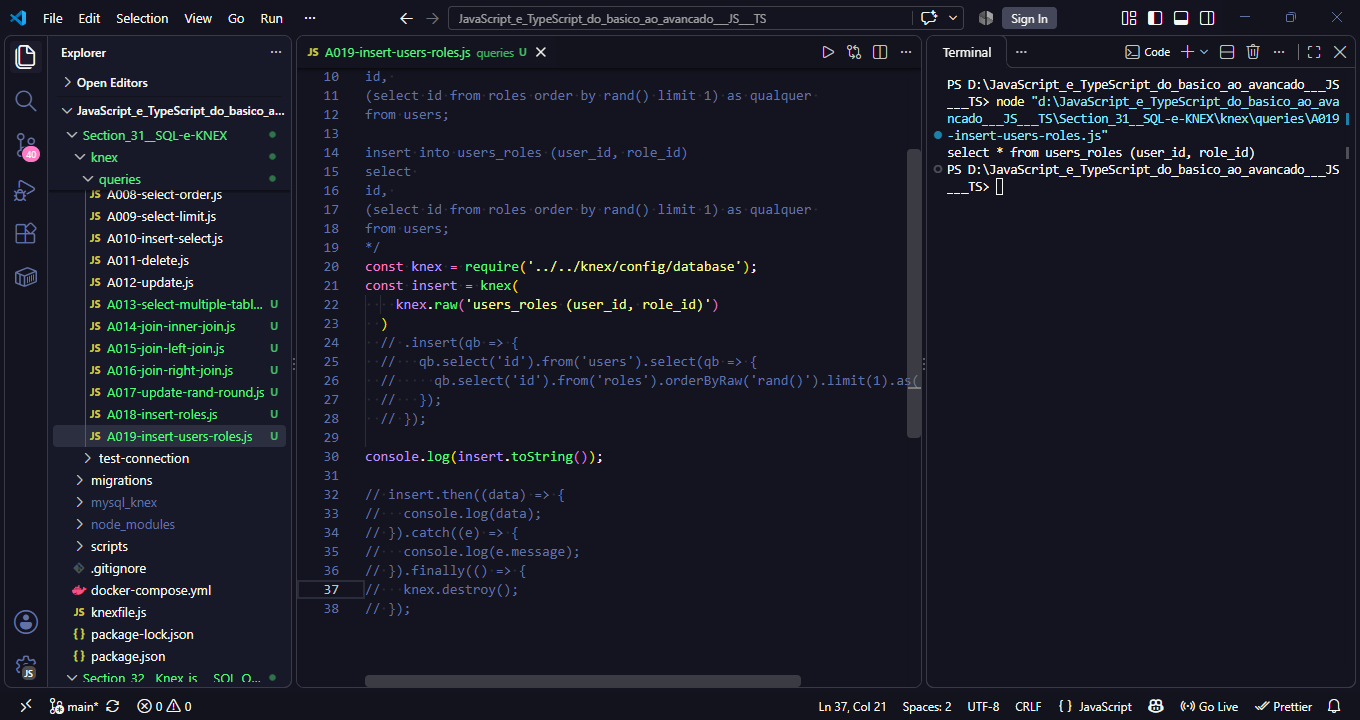 File Edit Selection View Go Run ···
JavaScript_e_TypeScript_do_basico_ao_avancado___JS___TS
Sign In
Explorer
Open Editors
JavaScript_e_TypeScript_do_basico_a...
Section_31__SQL-e-KNEX
knex
queries
JS A008-select-order.js
JS A009-select-limit.js
JS A010-insert-select.js
JS A011-delete.js
JS A012-update.js
JS A013-select-multiple-tabl... U
JS A014-join-inner-join.js U
JS A015-join-left-join.js U
JS A016-join-right-join.js U
JS A017-update-rand-round.js U
JS A018-insert-roles.js U
JS A019-insert-users-roles.js U
test-connection
migrations
mysql_knex
node_modules
scripts
.gitignore
docker-compose.yml
JS knexfile.js
{} package-lock.json
{} package.json
Section_32__Knex.js__SQL_O...
40
JS
JS A019-insert-users-roles.js queries U
10 id,
11 (select id from roles order by rand() limit 1) as qualquer
12 from users;
13
14 insert into users_roles (user_id, role_id)
15 select
16 id,
17 (select id from roles order by rand() limit 1) as qualquer
18 from users;
19 */
20 const knex = require('../../knex/config/database');
21 const insert = knex(
22 knex.raw('users_roles (user_id, role_id)')
23 )
24 // .insert(qb => {
25 // qb.select('id').from('users').select(qb => {
26 // qb.select('id').from('roles').orderByRaw('rand()').limit(1).as(
27 // });
28 // });
29
30 console.log(insert.toString());
31
32 // insert.then((data) => {
33 // console.log(data);
34 // }).catch((e) => {
35 // console.log(e.message);
36 // }).finally(() => {
37 // knex.destroy();
38 // });
Terminal
Code
PS D:\JavaScript_e_TypeScript_do_basico_ao_avancado___JS
___TS> node "d:\JavaScript_e_TypeScript_do_basico_ao_ava
ncado___JS___TS\Section_31__SQL-e-KNEX\knex\queries\A019
-insert-users-roles.js"
select * from users_roles (user_id, role_id)
PS D:\JavaScript_e_TypeScript_do_basico_ao_avancado___JS
___TS>
main* 0 0
Ln 37, Col 21 Spaces: 2 UTF-8 CRLF {} JavaScript Go Live Prettier